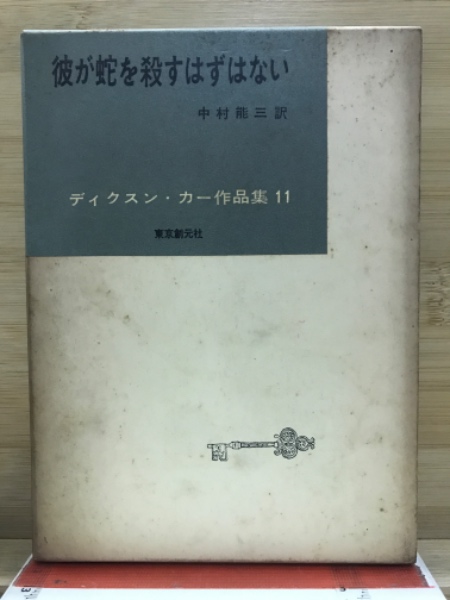 彼が蛇を殺すはずはない
中村能三訳
ディクスン・カー作品集 11
東京創元社